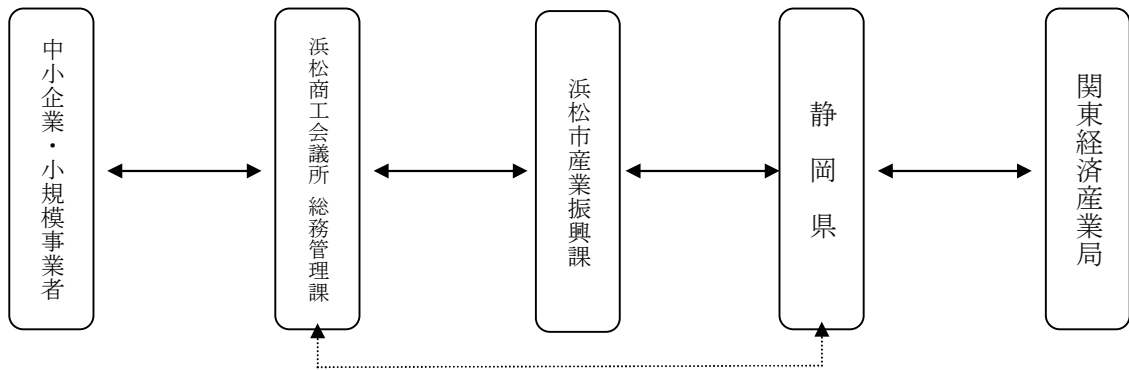 中小企業・小規模事業者
浜松商工会議所 総務管理課
浜松市産業振興課
静岡県
関東経済産業局